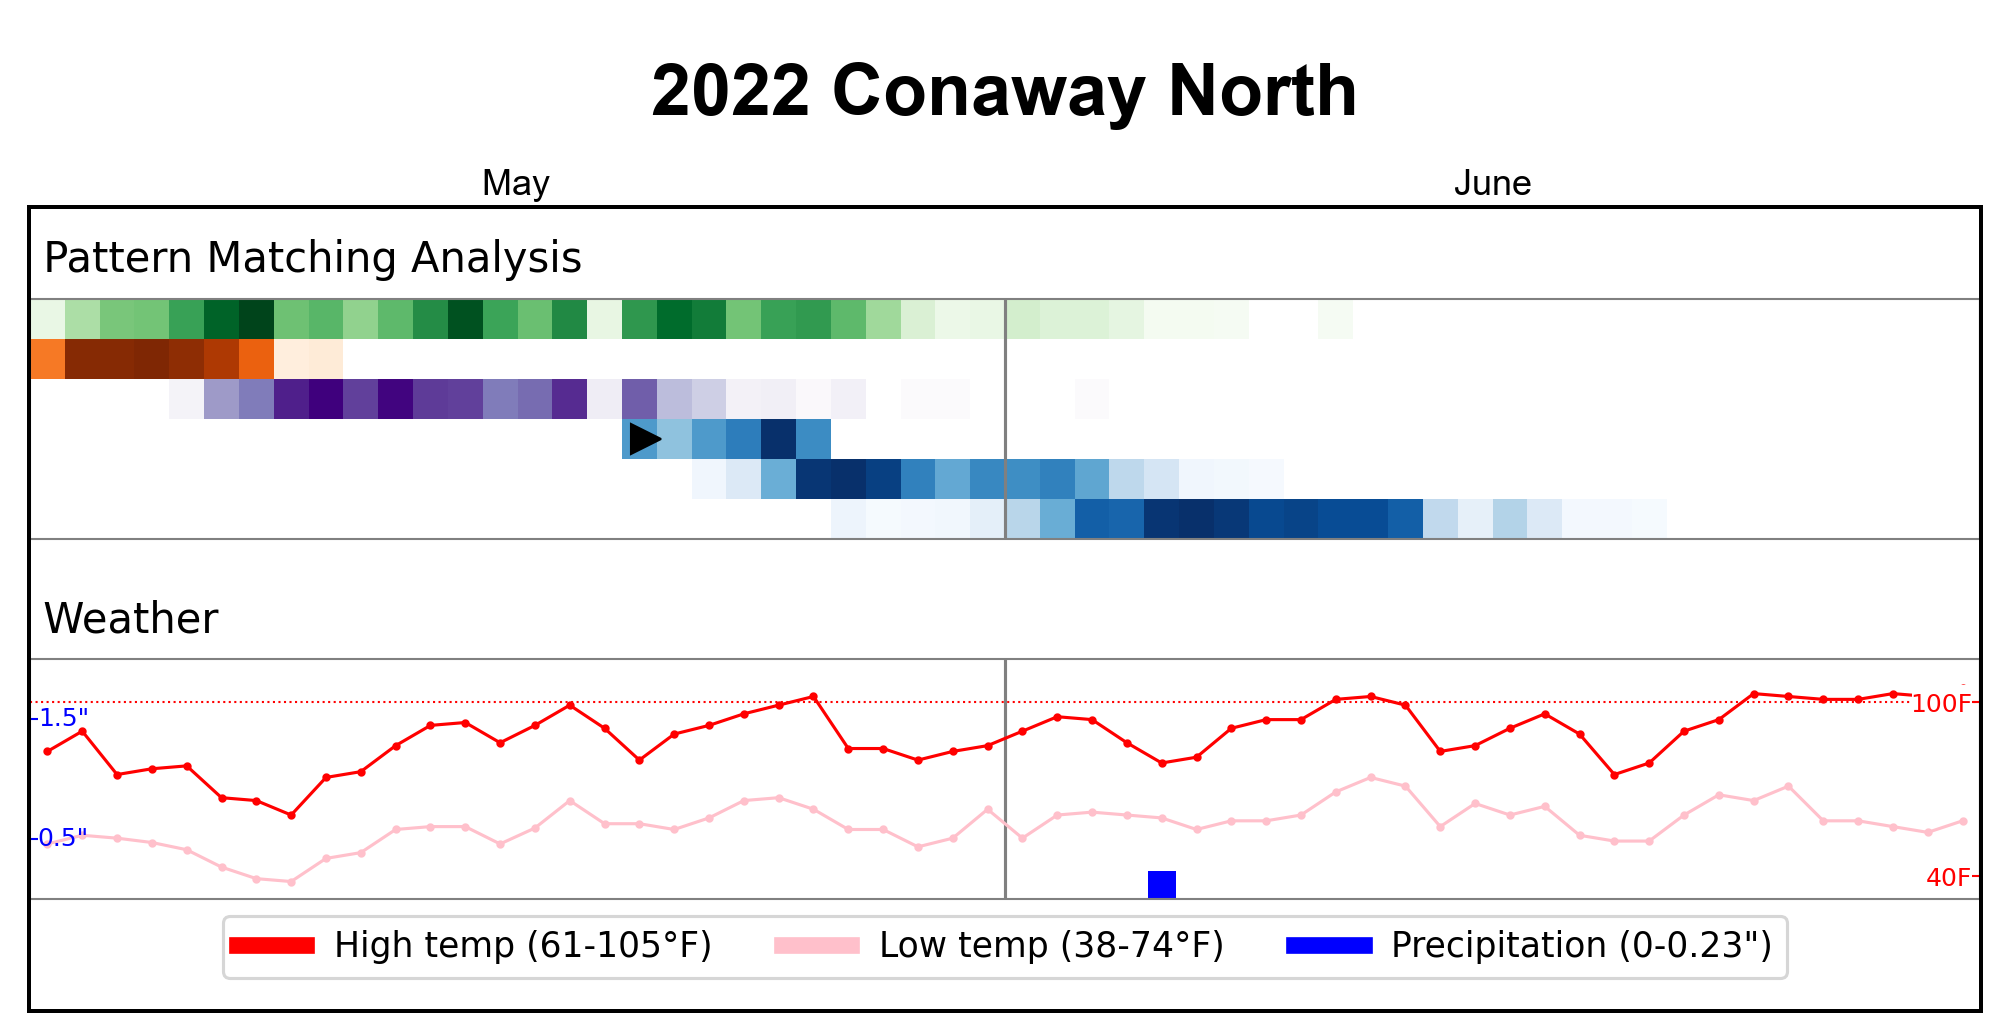 2022 Conaway North
May
June
Pattern Matching Analysis
Weather
1.5"
100F
0.5"
40F
High temp (61-105°F)
Low temp (38-74°F)
Precipitation (0-0.23")